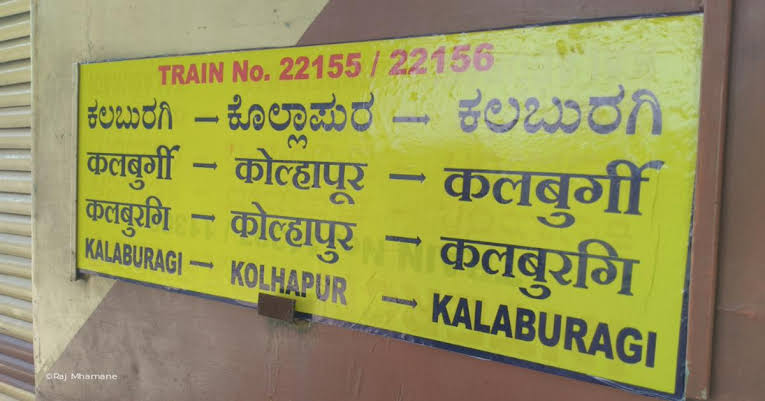 TRAIN No. 22155 / 22156
ಕಲಬುರಗಿ → ಕೊಲ್ಲಾಪುರ → ಕಲಬುರಗಿ
कलबुर्गी → कोल्हापूर → कलबुर्गी
कलबुरगि → कोल्हापुर → कलबुरगि
KALABURAGI → KOLHAPUR → KALABURAGI
©Raj Mhamane